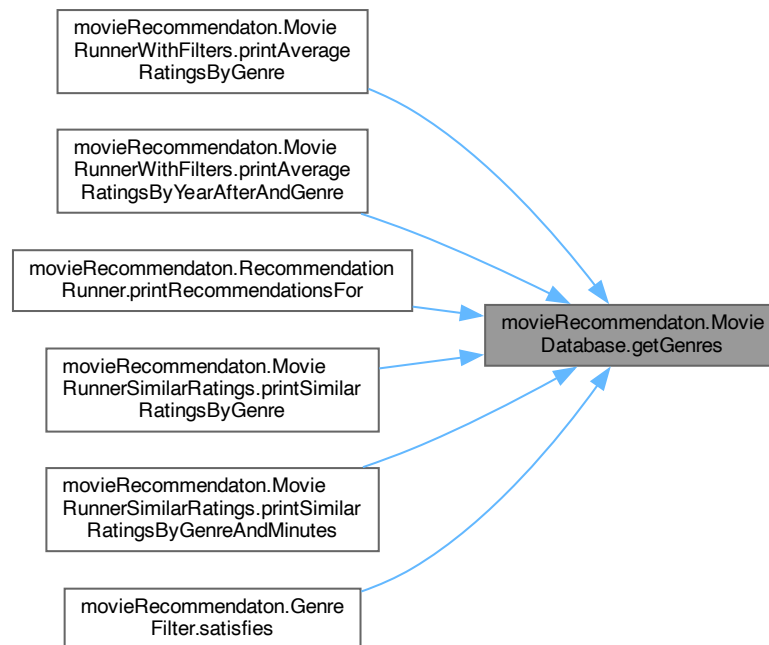 movieRecommendaton.Movie
RunnerWithFilters.printAverage
RatingsByGenre
movieRecommendaton.Movie
RunnerWithFilters.printAverage
RatingsByYearAfterAndGenre
movieRecommendaton.Recommendation
Runner.printRecommendationsFor
movieRecommendaton.Movie
Database.getGenres
movieRecommendaton.Movie
RunnerSimilarRatings.printSimilar
RatingsByGenre
movieRecommendaton.Movie
RunnerSimilarRatings.printSimilar
RatingsByGenreAndMinutes
movieRecommendaton.Genre
Filter.satisfies